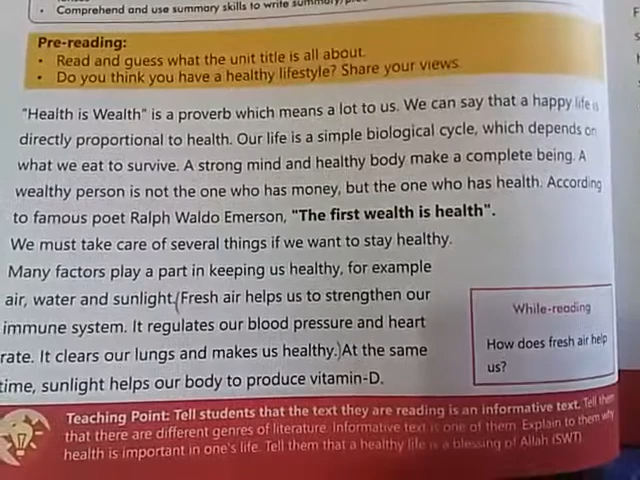 • Comprehend and use summary skills to write summary/
Pre-reading:
• Read and guess what the unit title is all about.
• Do you think you have a healthy lifestyle? Share your views.
"Health is Wealth" is a proverb which means a lot to us. We can say that a happy life is
directly proportional to health. Our life is a simple biological cycle, which depends on
what we eat to survive. A strong mind and healthy body make a complete being. A
wealthy person is not the one who has money, but the one who has health. According
to famous poet Ralph Waldo Emerson, "The first wealth is health".
We must take care of several things if we want to stay healthy.
Many factors play a part in keeping us healthy, for example
air, water and sunlight.(Fresh air helps us to strengthen our
immune system. It regulates our blood pressure and heart
rate. It clears our lungs and makes us healthy.)At the same
time, sunlight helps our body to produce vitamin-D.
While-reading
How does fresh air help
us?
Teaching Point: Tell students that the text they are reading is an informative text. Tell them
that there are different genres of literature. Informative text is one of them. Explain to them why
health is important in one's life. Tell them that a healthy life is a blessing of Allah (SWT)